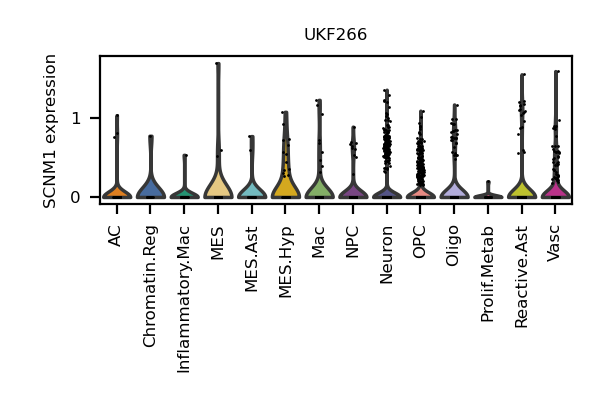 UKF266
SCNM1 expression
1
0
AC
Chromatin.Reg
Inflammatory.Mac
MES
MES.Ast
MES.Hyp
Mac
NPC
Neuron
OPC
Oligo
Prolif.Metab
Reactive.Ast
Vasc